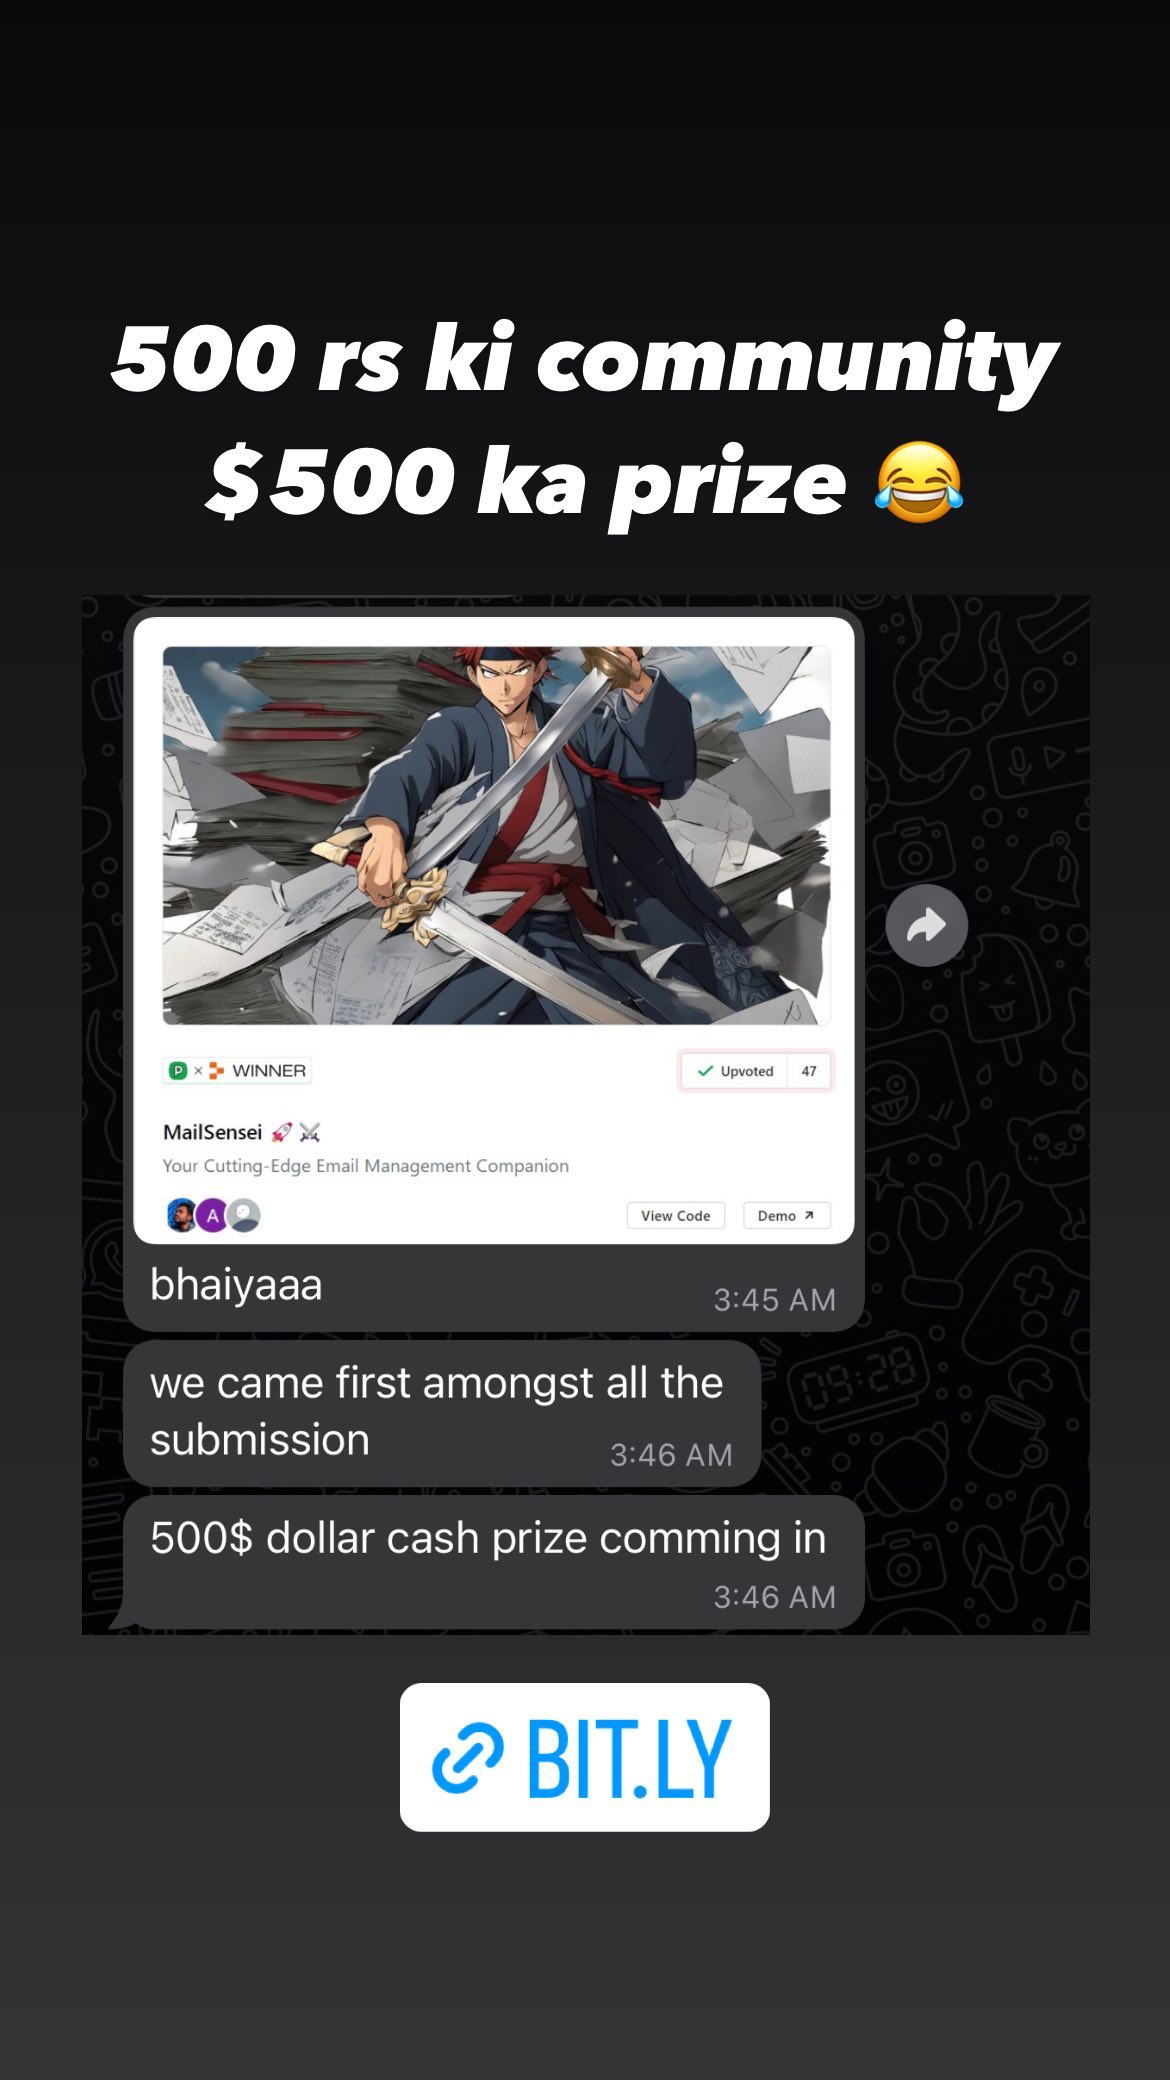 500 rs ki community
$500 ka prize 😂
P × WINNER
Upvoted 47
MailSensei 🚀 ⚔️
Your Cutting-Edge Email Management Companion
A
View Code
Demo ↗
bhaiyaaa
3:45 AM
we came first amongst all the
submission
3:46 AM
500$ dollar cash prize comming in
3:46 AM
09:28
BIT.LY